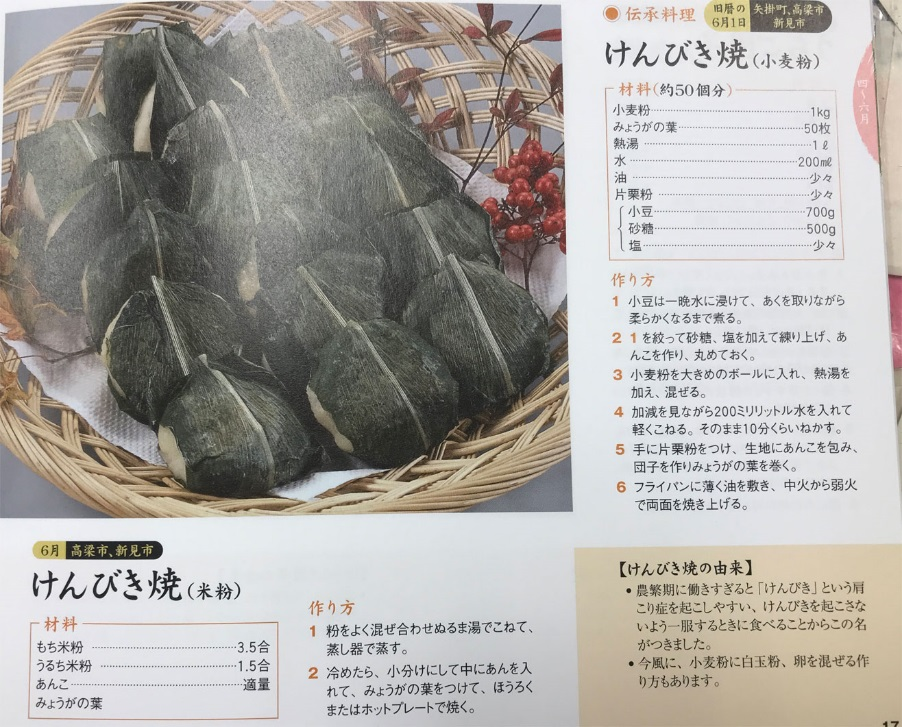 伝承料理
旧暦の
6月1日
矢掛町、高梁市
新見市
けんびき焼(小麦粉)
四〜六月
材料(約50個分)
小麦粉 1kg
みょうがの葉 50枚
熱湯 1ℓ
水 200㎖
油 少々
片栗粉 少々
小豆 700g
砂糖 500g
塩 少々
作り方
1 小豆は一晩水に浸けて、あくを取りながら
柔らかくなるまで煮る。
2 1を絞って砂糖、塩を加えて練り上げ、あ
んこを作り、丸めておく。
3 小麦粉を大きめのボールに入れ、熱湯を
加え、混ぜる。
4 加減を見ながら200ミリリットル水を入れて
軽くこねる。そのまま10分くらいねかす。
5 手に片栗粉をつけ、生地にあんこを包み、
団子を作りみょうがの葉を巻く。
6 フライパンに薄く油を敷き、中火から弱火
で両面を焼き上げる。
6月 高梁市、新見市
けんびき焼(米粉)
材料
もち米粉 3.5合
うるち米粉 1.5合
あんこ 適量
みょうがの葉
作り方
1 粉をよく混ぜ合わせぬるま湯でこねて、
蒸し器で蒸す。
2 冷めたら、小分けにして中にあんを入
れて、みょうがの葉をつけて、ほうろく
またはホットプレートで焼く。
【けんびき焼の由来】
•農繁期に働きすぎると「けんびき」という肩
こり症を起こしやすい、けんびきを起こさな
いよう一服するときに食べることからこの名
がつきました。
•今風に、小麦粉に白玉粉、卵を混ぜる作
り方もあります。
17